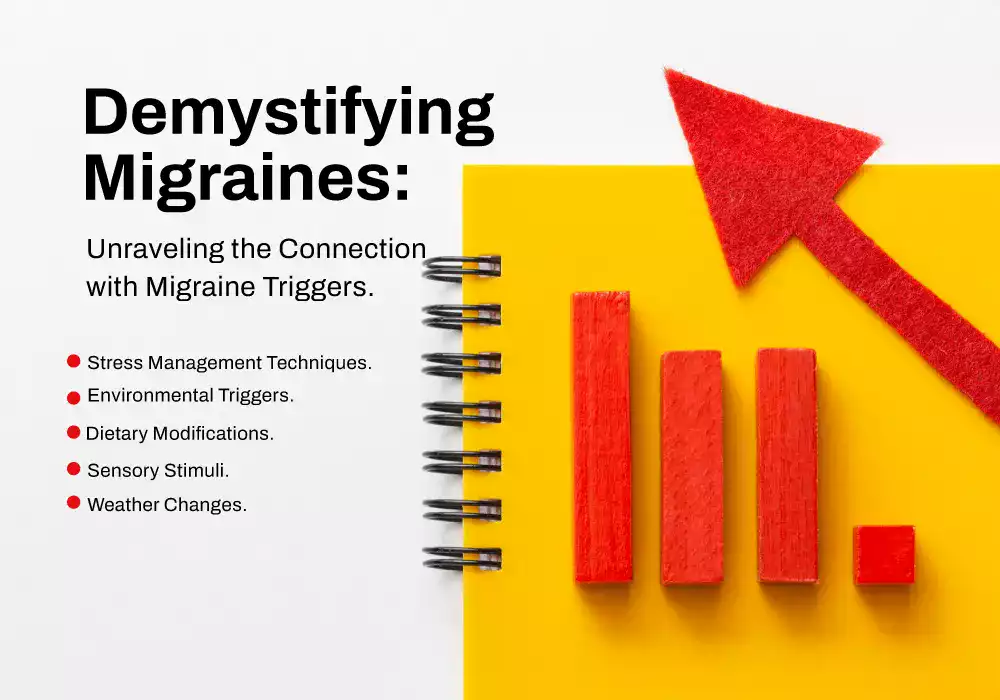 Demystifying
Migraines:
Unraveling the Connection
with Migraine Triggers.
Stress Management Techniques.
Environmental Triggers.
Dietary Modifications.
Sensory Stimuli.
Weather Changes.